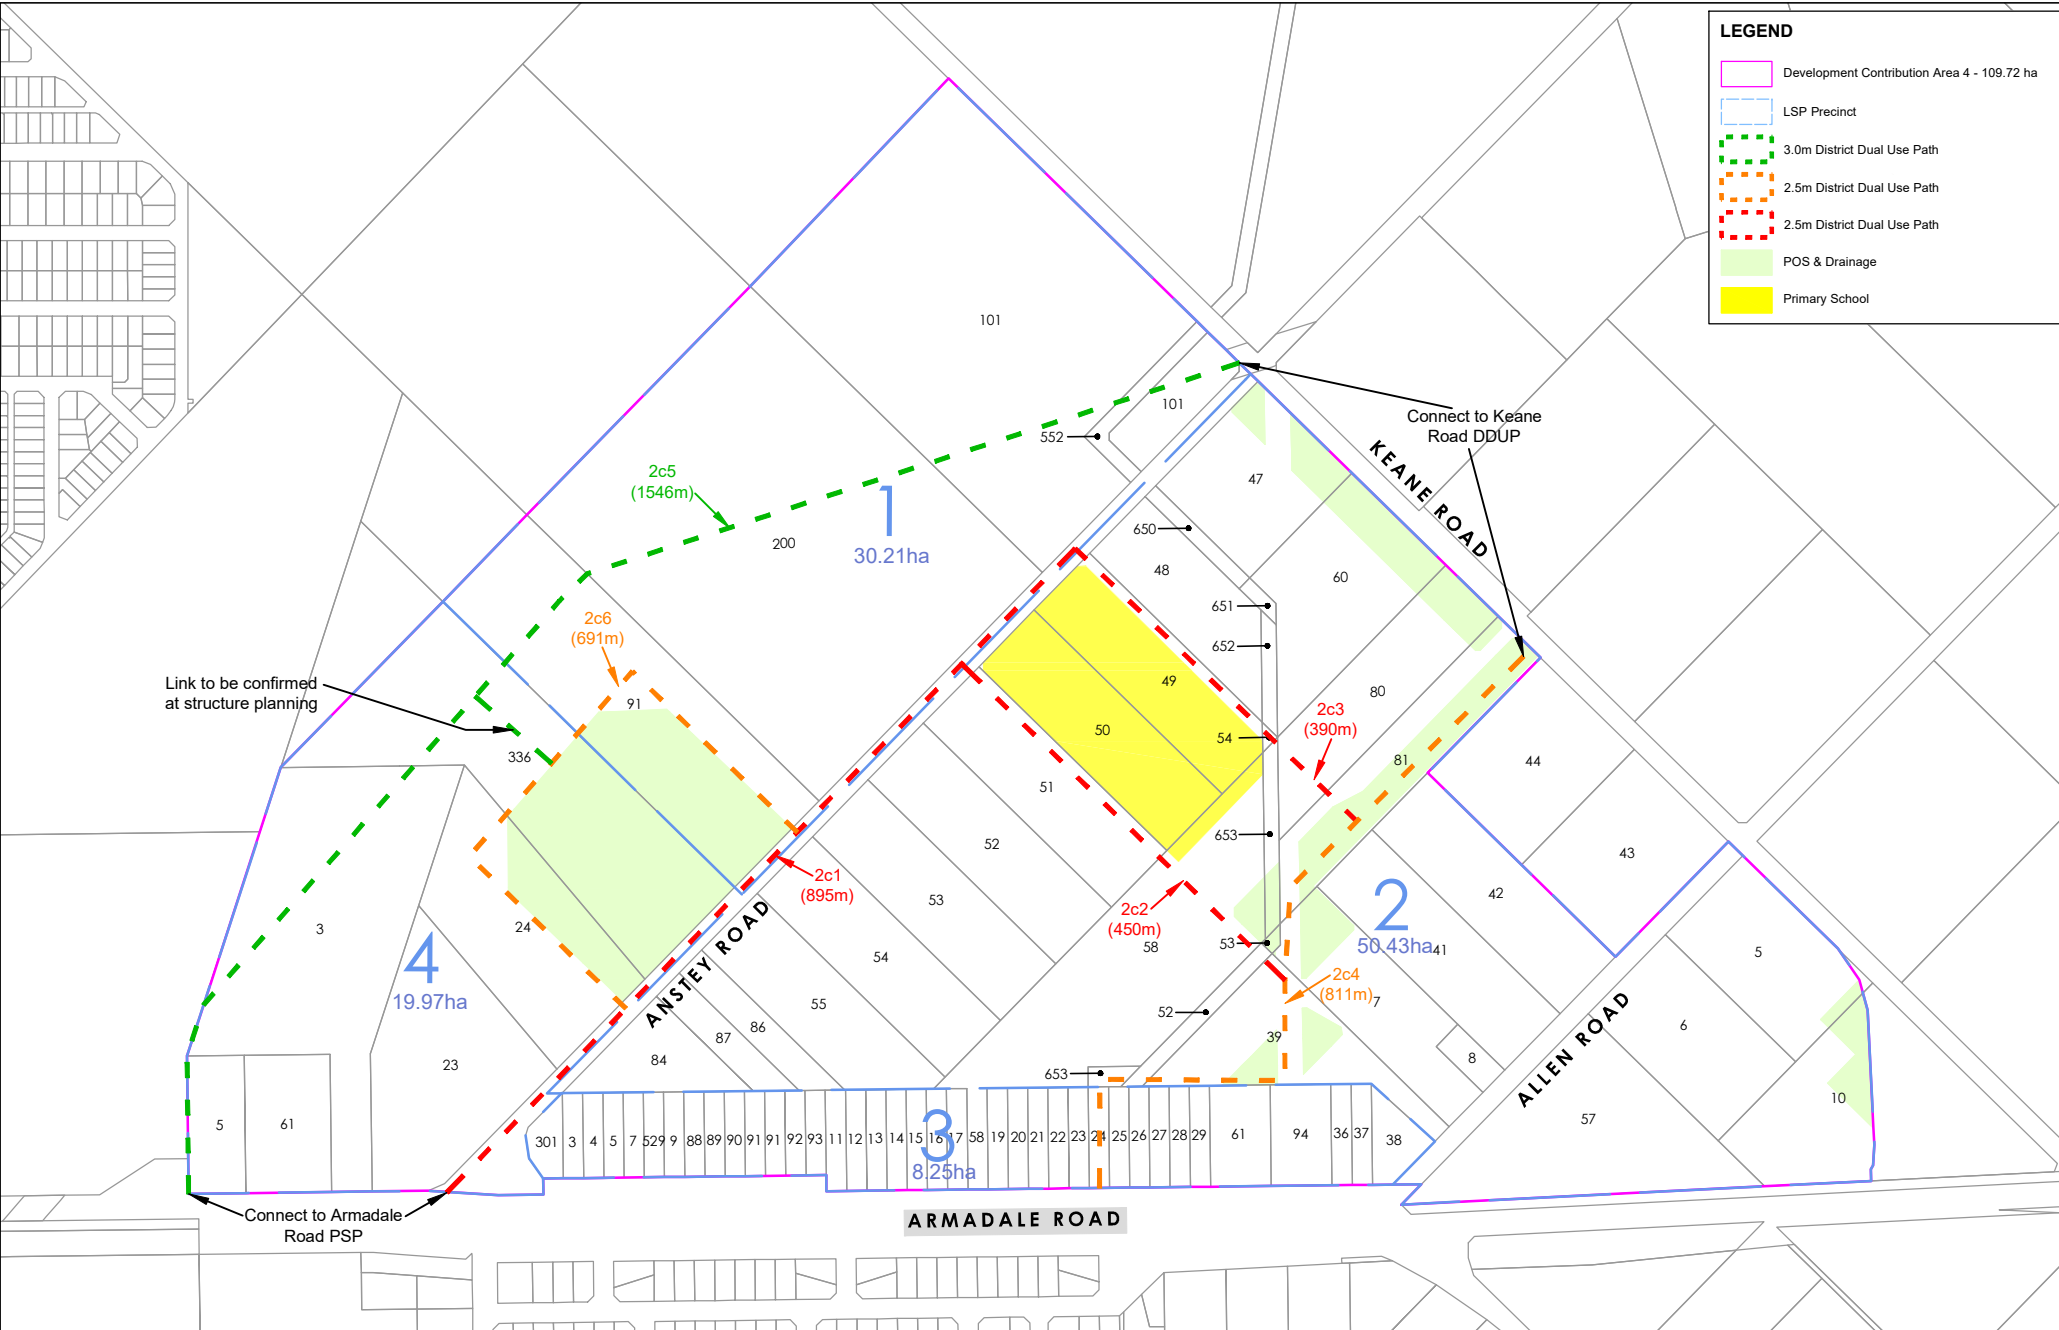 LEGEND
Development Contribution Area 4 - 109.72 ha
LSP Precinct
3.0m District Dual Use Path
2.5m District Dual Use Path
2.5m District Dual Use Path
POS & Drainage
Primary School
101
101
552
Connect to Keane
Road DDUP
KEANE ROAD
2c5
(1546m)
1
30.21ha
200
47
650
48
60
651
652
2c6
(691m)
91
Link to be confirmed
at structure planning
336
49
50
54
80
2c3
(390m)
81
44
51
52
653
43
2c1
(895m)
53
2c2
(450m)
58
53
2
50.43ha
41
42
5
3
24
4
19.97ha
54
ANSTEY ROAD
55
2c4
(811m)
7
52
39
8
6
ALLEN ROAD
86
87
84
23
653
10
57
5
61
301
3
4
5
7
529
9
88
89
90
91
91
92
93
11
12
13
14
15
16
17
58
19
20
21
22
23
24
25
26
27
28
29
61
94
36
37
38
3
8.25ha
Connect to Armadale
Road PSP
ARMADALE ROAD